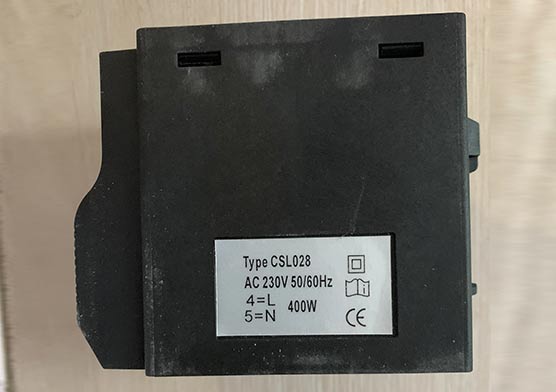 Type CSL028
AC 230V 50/60Hz
4=L 400W
5=N
CE